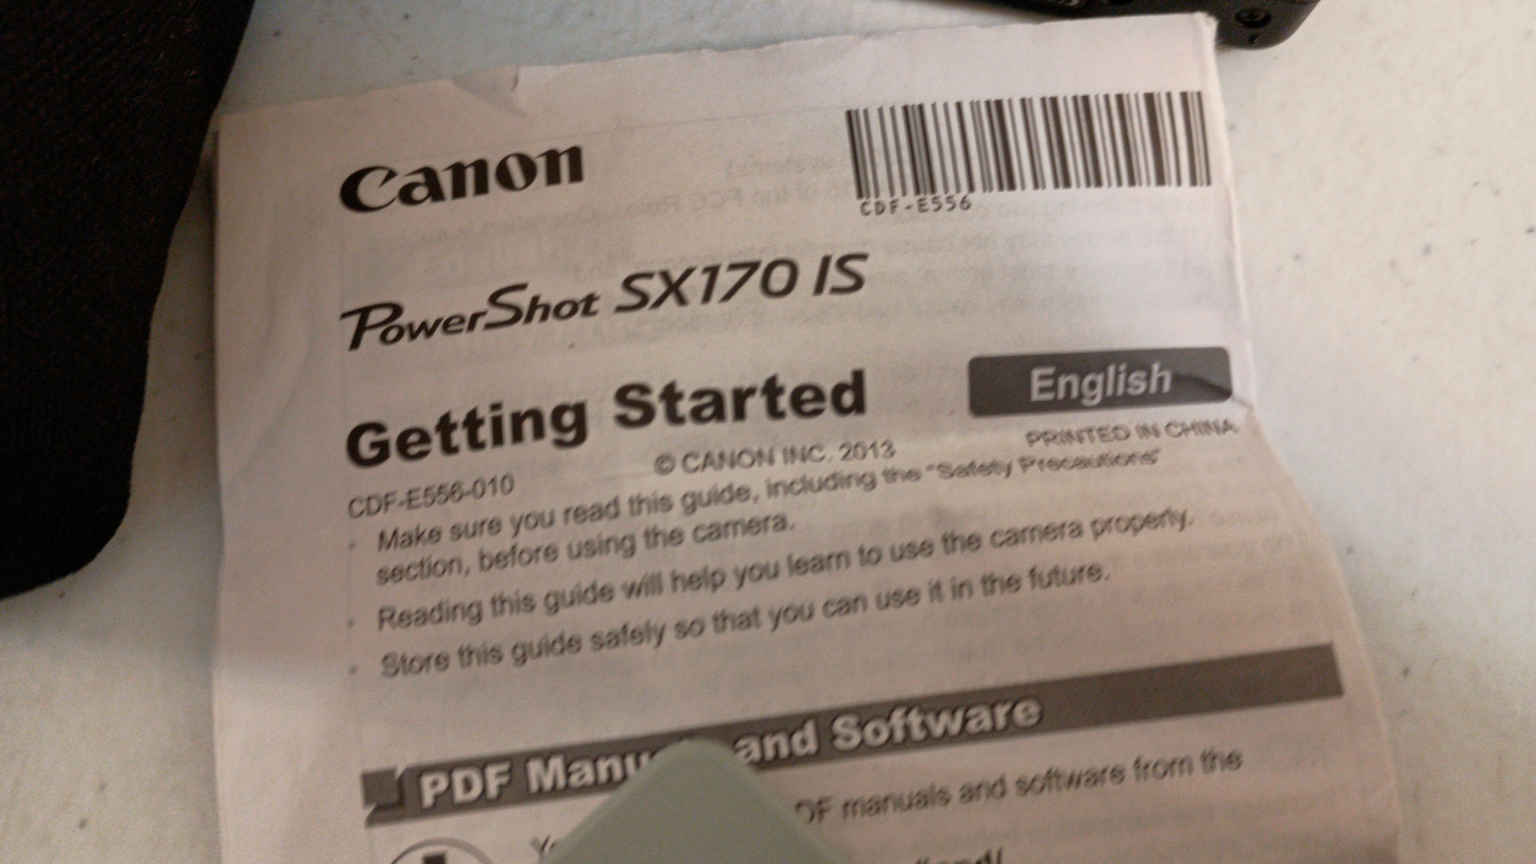 Canon
CDF-E556
PowerShot SX170 IS
Getting Started
English
CDF-E556-010
© CANON INC. 2013
PRINTED IN CHINA
• Make sure you read this guide, including the “Safety Precautions”
section, before using the camera.
• Reading this guide will help you learn to use the camera properly.
• Store this guide safely so that you can use it in the future.
PDF and Software
manuals and software from the